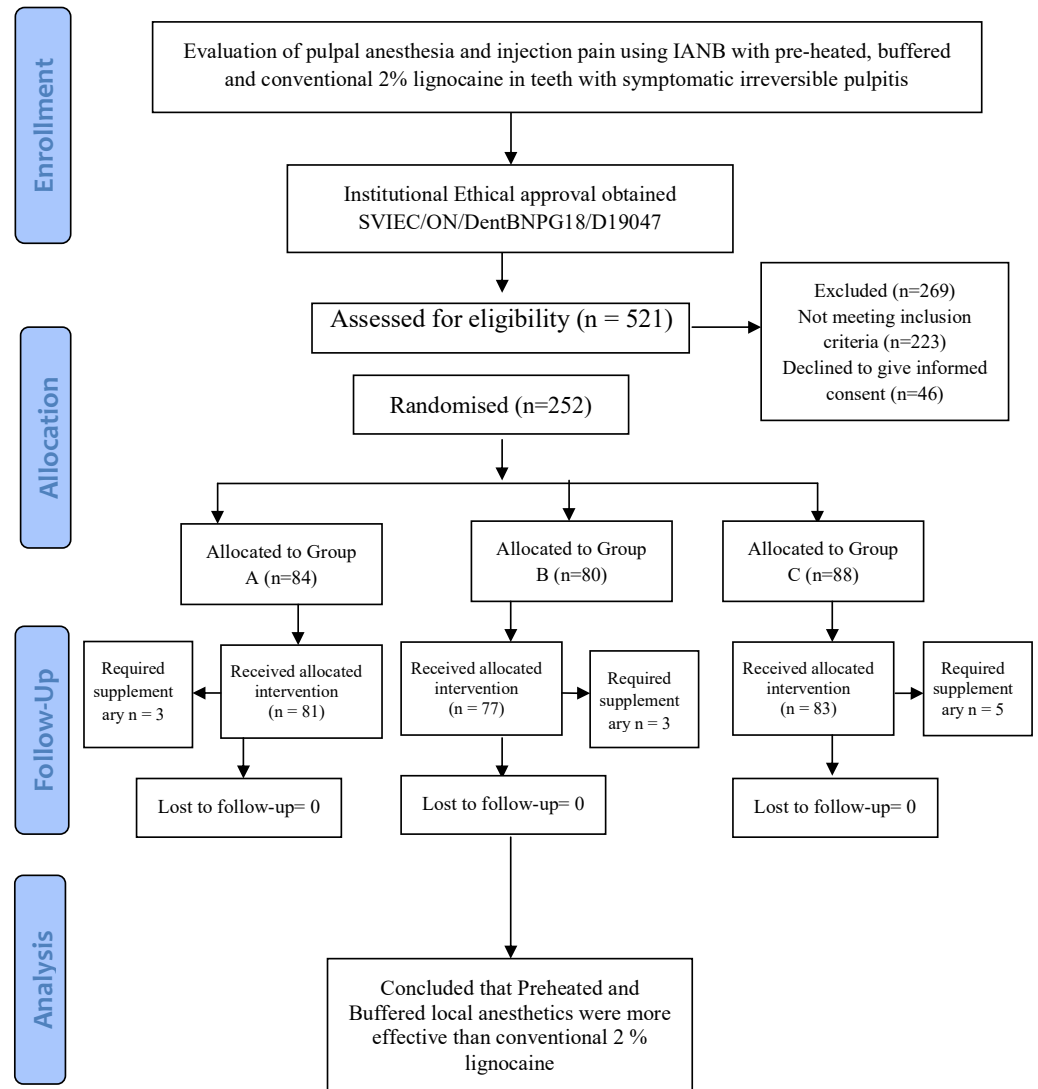 Enrollment
Evaluation of pulpal anesthesia and injection pain using IANB with pre-heated, buffered
and conventional 2% lignocaine in teeth with symptomatic irreversible pulpitis
Institutional Ethical approval obtained
SVIEC/ON/DentBNPG18/D19047
Assessed for eligibility (n = 521)
Excluded (n=269)
Not meeting inclusion
criteria (n=223)
Declined to give informed
consent (n=46)
Allocation
Randomised (n=252)
Allocated to Group
A (n=84)
Allocated to Group
B (n=80)
Allocated to Group
C (n=88)
Follow-Up
Required
supplement
ary n = 3
Received allocated
intervention
(n = 81)
Received allocated
intervention
(n = 77)
Required
supplement
ary n = 3
Received allocated
intervention
(n = 83)
Required
supplement
ary n = 5
Lost to follow-up= 0
Lost to follow-up= 0
Lost to follow-up= 0
Analysis
Concluded that Preheated and
Buffered local anesthetics were more
effective than conventional 2 %
lignocaine